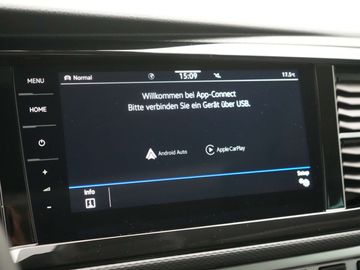 MENU
Normal 15:09 17.5°C
Willkommen bei App-Connect
HOME
Bitte verbinden Sie ein Gerät über USB.
Android Auto Apple CarPlay
+
Setup
Info
-